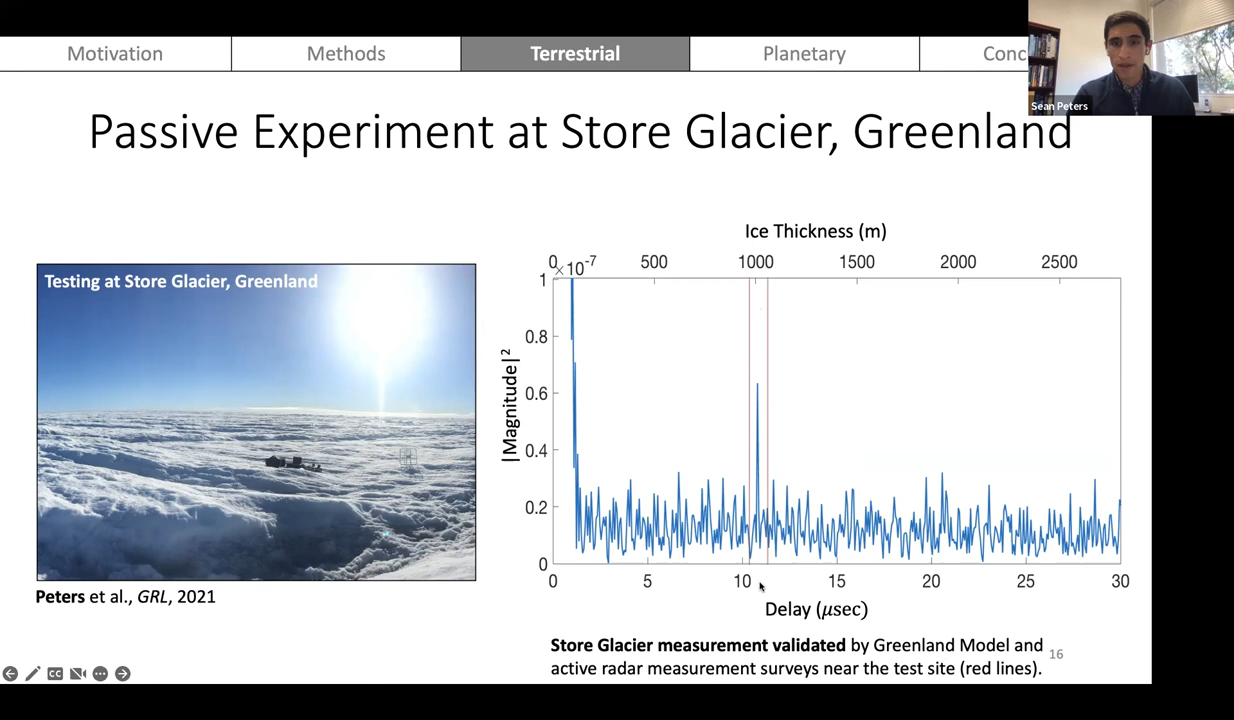 Motivation
Methods
Terrestrial
Planetary
Conc
Sean Peters
Passive Experiment at Store Glacier, Greenland
Testing at Store Glacier, Greenland
Peters et al., GRL, 2021
Ice Thickness (m)
0 500 1000 1500 2000 2500
×10⁻⁷
1
0.8
0.6
0.4
0.2
0
|Magnitude|²
0 5 10 15 20 25 30
Delay (μsec)
Store Glacier measurement validated by Greenland Model and
active radar measurement surveys near the test site (red lines).
16
CC